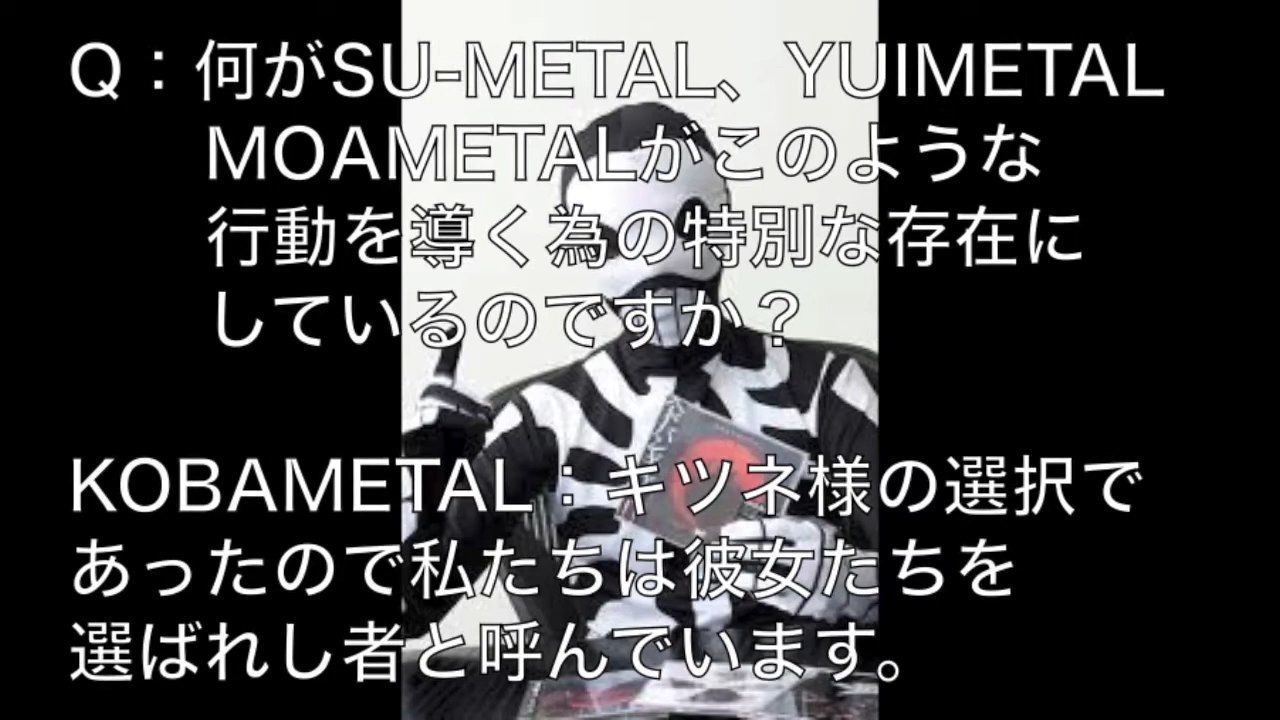 Q：何がSU-METAL、YUIMETAL
MOAMETALがこのような
行動を導く為の特別な存在に
しているのですか？
KOBAMETAL：キツネ様の選択で
あったので私たちは彼女たちを
選ばれし者と呼んでいます。